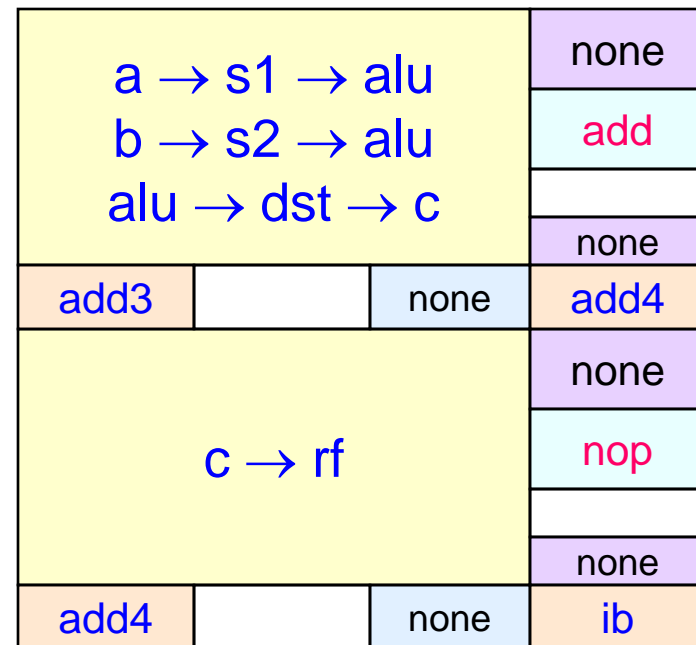 a → s1 → alu
b → s2 → alu
alu → dst → c
none
add
none
add3 none add4
c → rf
none
nop
none
add4 none ib